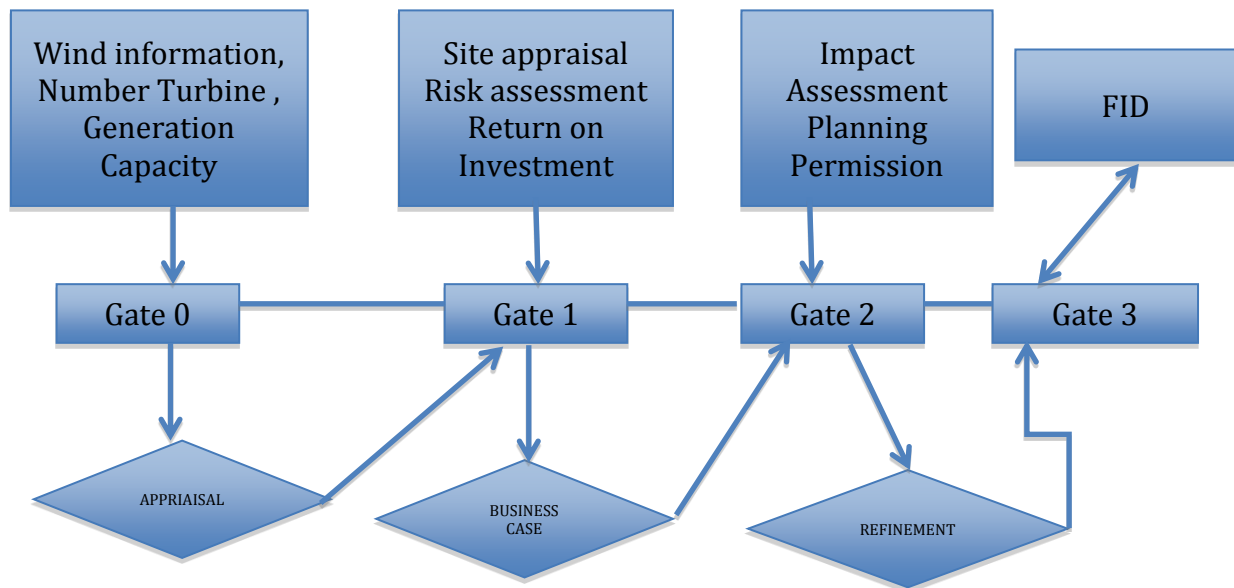 Wind information,
Number Turbine ,
Generation
Capacity
Site appraisal
Risk assessment
Return on
Investment
Impact
Assessment
Planning
Permission
FID
Gate 0
Gate 1
Gate 2
Gate 3
APPRIAISAL
BUSINESS
CASE
REFINEMENT